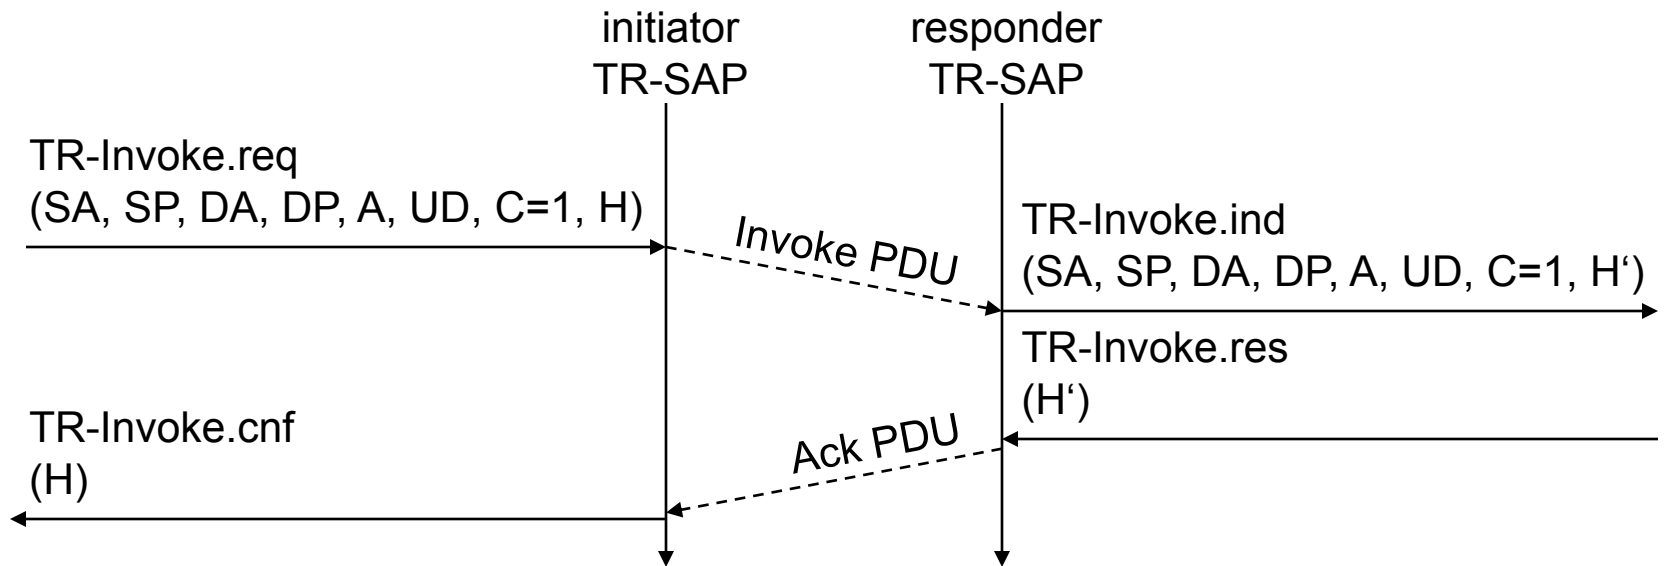 initiator
TR-SAP
responder
TR-SAP
TR-Invoke.req
(SA, SP, DA, DP, A, UD, C=1, H)
Invoke PDU
TR-Invoke.ind
(SA, SP, DA, DP, A, UD, C=1, H‘)
TR-Invoke.res
(H‘)
Ack PDU
TR-Invoke.cnf
(H)